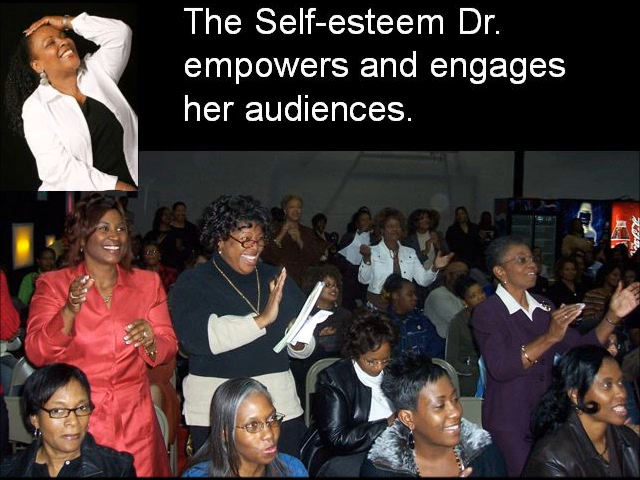 The Self-esteem Dr.
empowers and engages
her audiences.